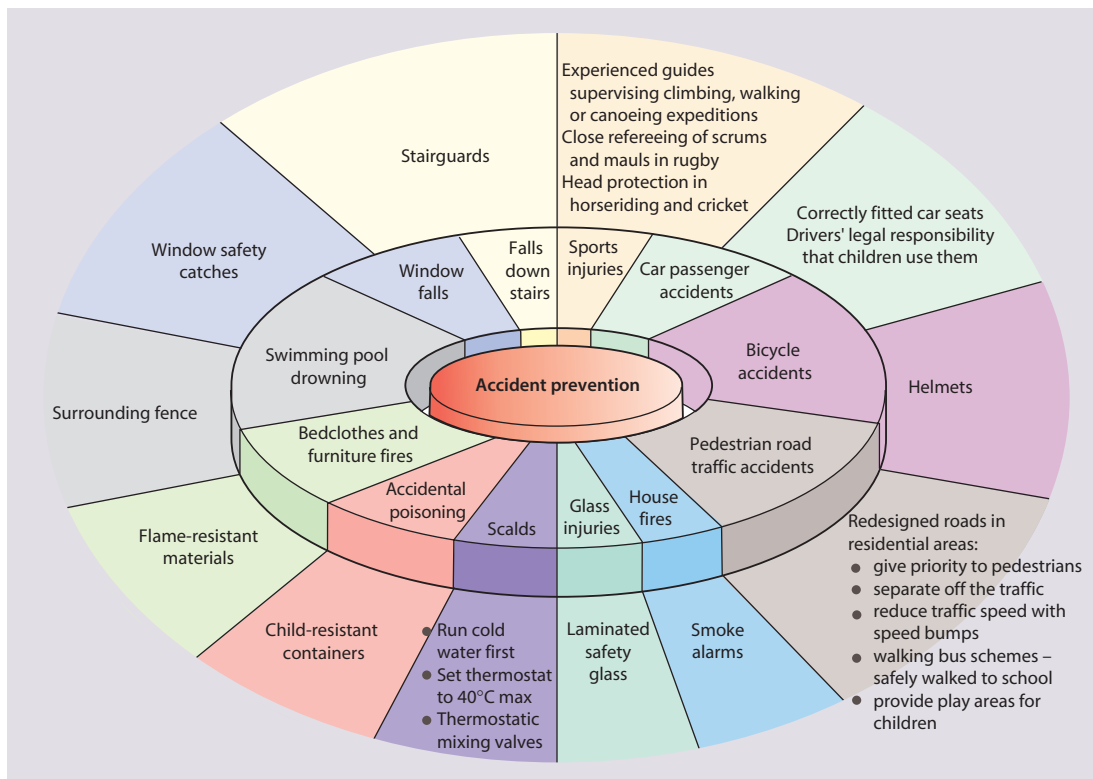 Experienced guides
supervising climbing, walking
or canoeing expeditions
Close refereeing of scrums
and mauls in rugby
Head protection in
horseriding and cricket
Stairguards
Correctly fitted car seats
Drivers' legal responsibility
that children use them
Window safety
catches
Window
falls
Falls
down
stairs
Sports
injuries
Car passenger
accidents
Swimming pool
drowning
Accident prevention
Bicycle
accidents
Helmets
Surrounding fence
Bedclothes and
furniture fires
Pedestrian road
traffic accidents
Accidental
poisoning
Scalds
Glass
injuries
House
fires
Flame-resistant
materials
Child-resistant
containers
● Run cold
water first
● Set thermostat
to 40°C max
● Thermostatic
mixing valves
Laminated
safety
glass
Smoke
alarms
Redesigned roads in
residential areas:
● give priority to pedestrians
● separate off the traffic
● reduce traffic speed with
speed bumps
● walking bus schemes –
safely walked to school
● provide play areas for
children